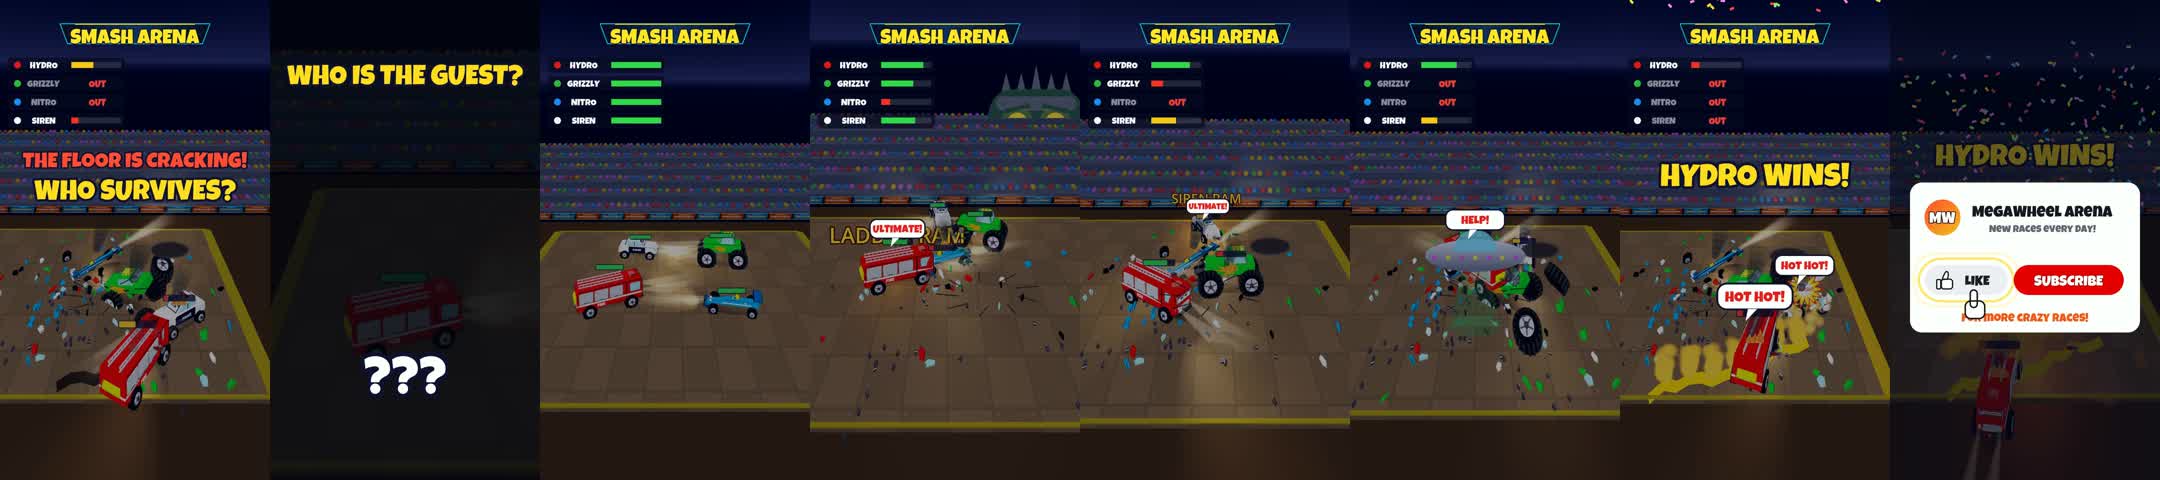 SMASH ARENA
HYDRO
GRIZZLY OUT
NITRO OUT
SIREN
THE FLOOR IS CRACKING!
WHO SURVIVES?
WHO IS THE GUEST?
???
SMASH ARENA
HYDRO
GRIZZLY
NITRO
SIREN
SMASH ARENA
HYDRO
GRIZZLY
NITRO
SIREN
ULTIMATE!
SMASH ARENA
HYDRO
GRIZZLY
NITRO OUT
SIREN
ULTIMATE!
SMASH ARENA
HYDRO
GRIZZLY OUT
NITRO OUT
SIREN
HELP!
SMASH ARENA
HYDRO
GRIZZLY OUT
NITRO OUT
SIREN OUT
HYDRO WINS!
HOT HOT!
HOT HOT!
HYDRO WINS!
MW
MEGAWHEEL ARENA
NEW RACES EVERY DAY!
LIKE
SUBSCRIBE
MORE CRAZY RACES!